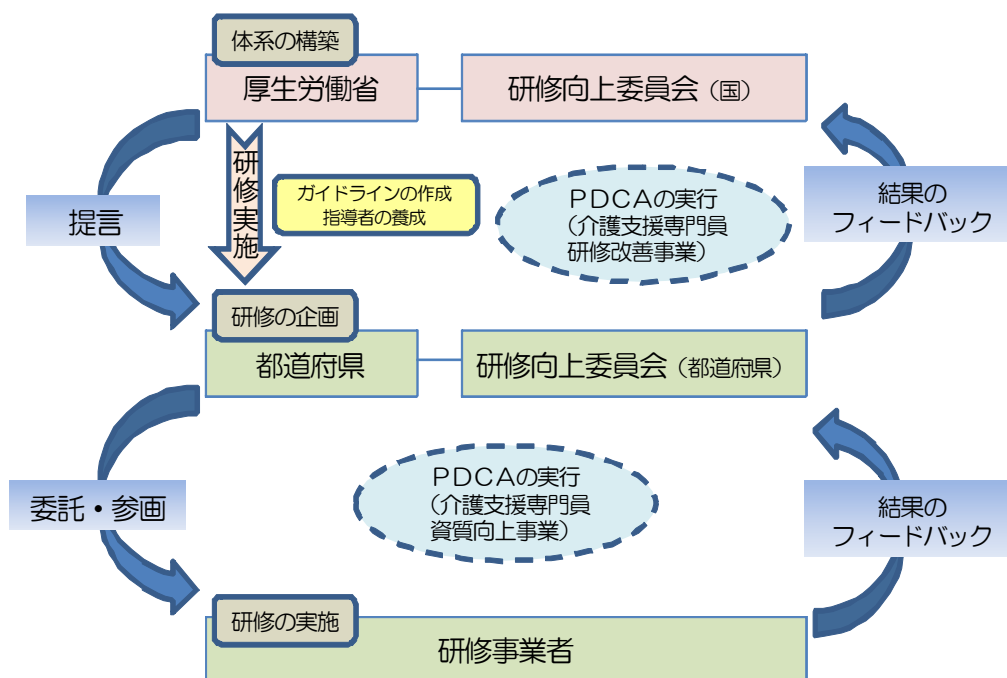 体系の構築
厚生労働省
研修向上委員会（国）
研修実施
ガイドラインの作成
指導者の養成
ＰＤＣＡの実行
（介護支援専門員
研修改善事業）
提言
結果の
フィードバック
研修の企画
都道府県
研修向上委員会（都道府県）
ＰＤＣＡの実行
（介護支援専門員
資質向上事業）
委託・参画
結果の
フィードバック
研修の実施
研修事業者